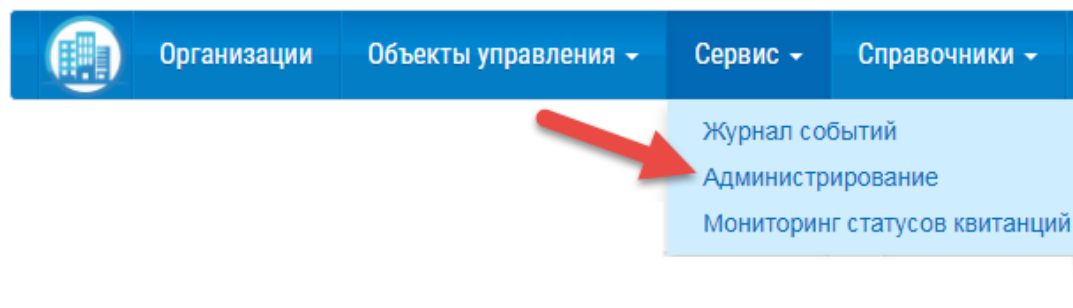 Организации Объекты управления Сервис Справочники
Журнал событий
Администрирование
Мониторинг статусов квитанций